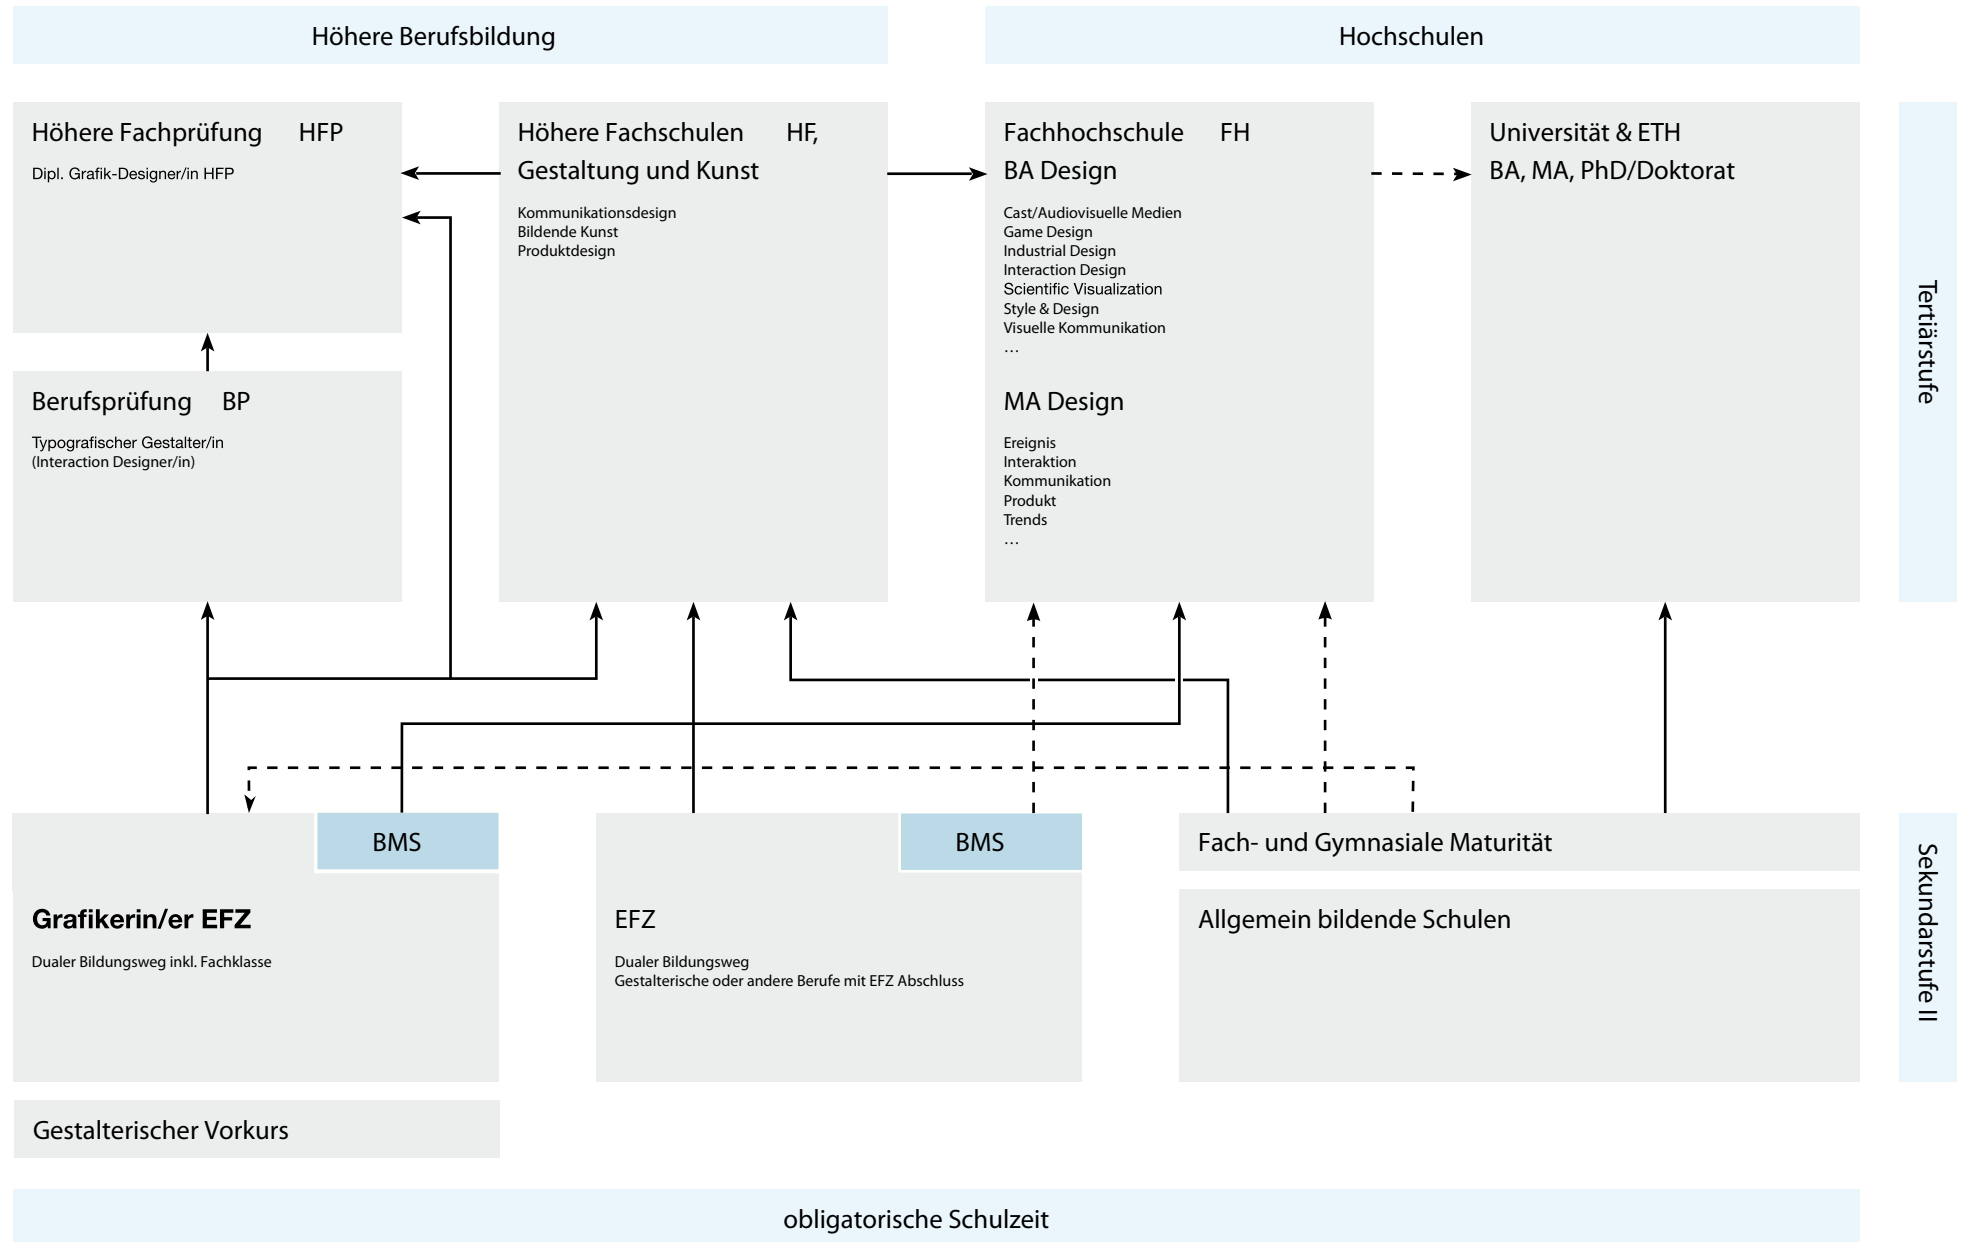 Höhere Berufsbildung
Hochschulen
Höhere Fachprüfung HFP
Dipl. Grafik-Designer/in HFP
Höhere Fachschulen HF,
Gestaltung und Kunst
Kommunikationsdesign
Bildende Kunst
Produktdesign
Fachhochschule FH
BA Design
Cast/Audiovisuelle Medien
Game Design
Industrial Design
Interaction Design
Scientific Visualization
Style & Design
Visuelle Kommunikation
…
MA Design
Ereignis
Interaktion
Kommunikation
Produkt
Trends
…
Universität & ETH
BA, MA, PhD/Doktorat
Tertiärstufe
Berufsprüfung BP
Typografischer Gestalter/in
(Interaction Designer/in)
BMS
Grafikerin/er EFZ
Dualer Bildungsweg inkl. Fachklasse
BMS
EFZ
Dualer Bildungsweg
Gestalterische oder andere Berufe mit EFZ Abschluss
Fach- und Gymnasiale Maturität
Allgemein bildende Schulen
Sekundarstufe II
Gestalterischer Vorkurs
obligatorische Schulzeit